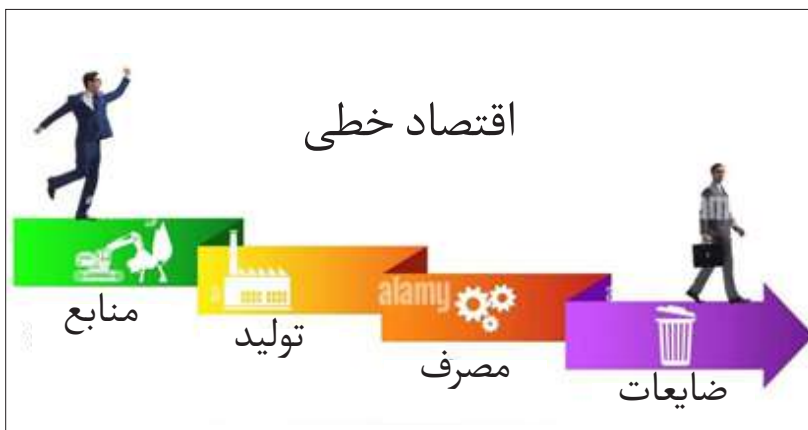 اقتصاد خطی
منابع
تولید
مصرف
ضایعات
alamy